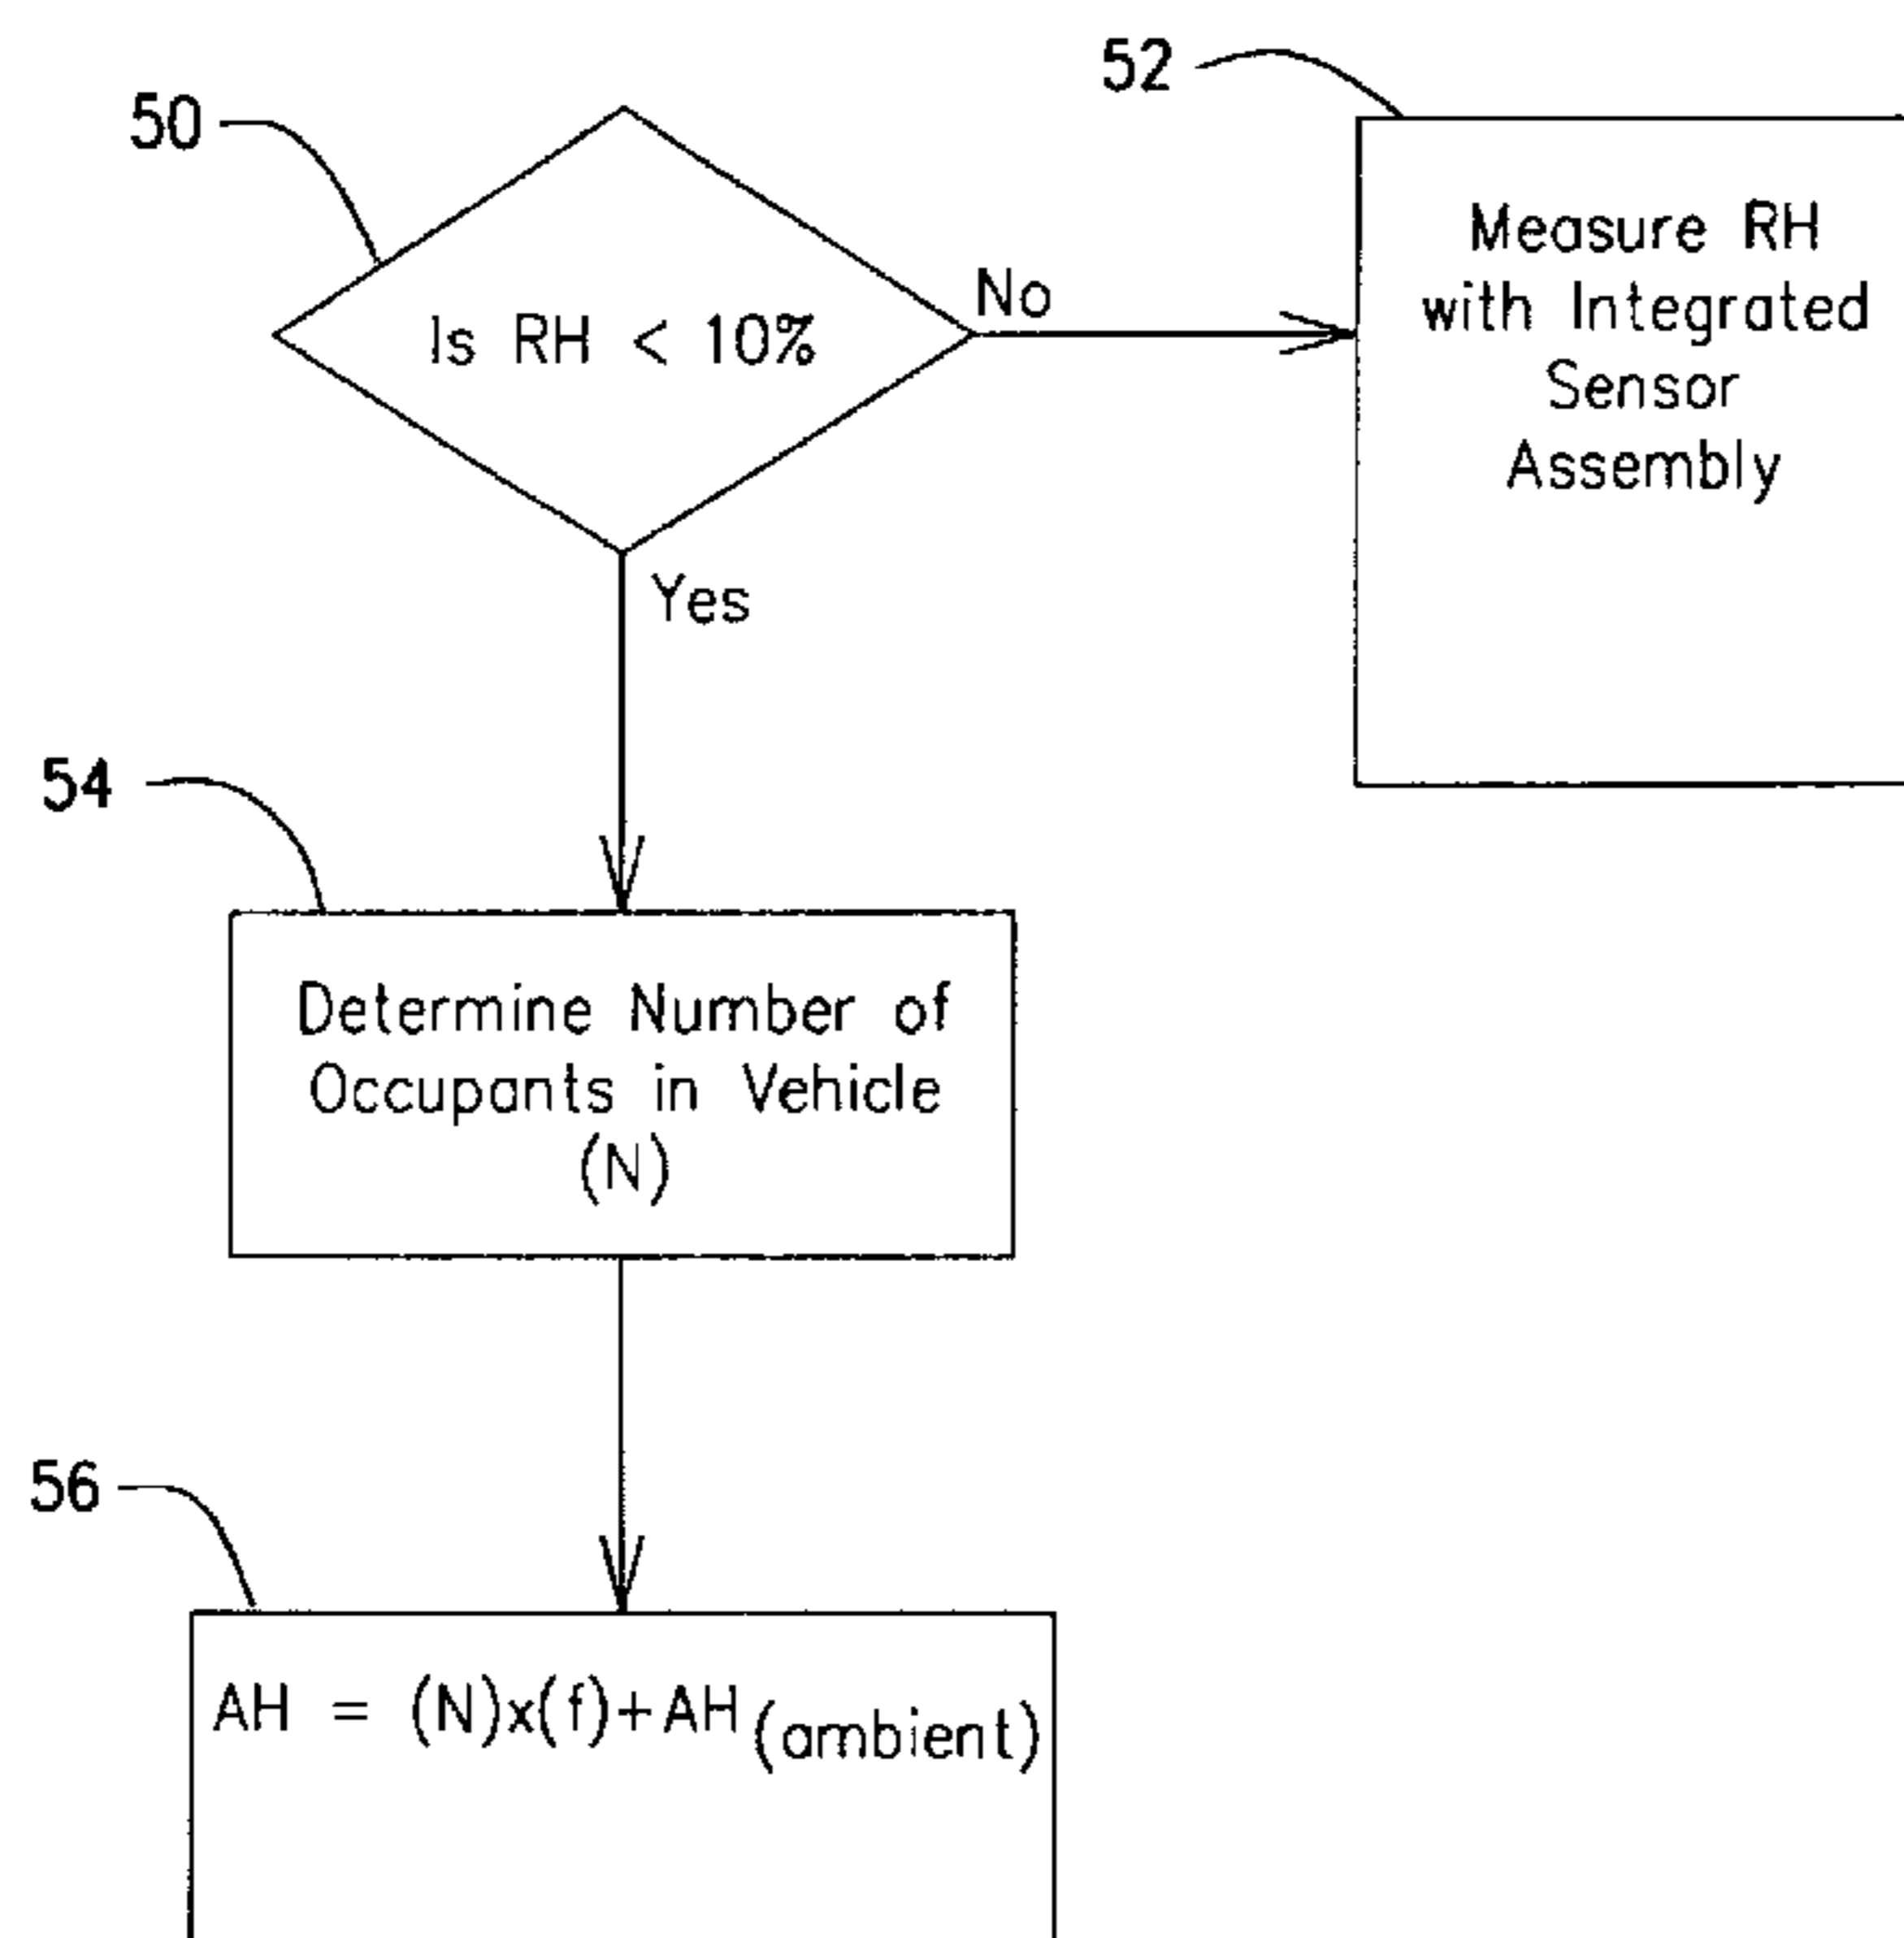 52
50
Is RH < 10%
No
Measure RH
with Integrated
Sensor
Assembly
Yes
54
Determine Number of
Occupants in Vehicle
(N)
56
AH = (N)x(f)+AH(ambient)